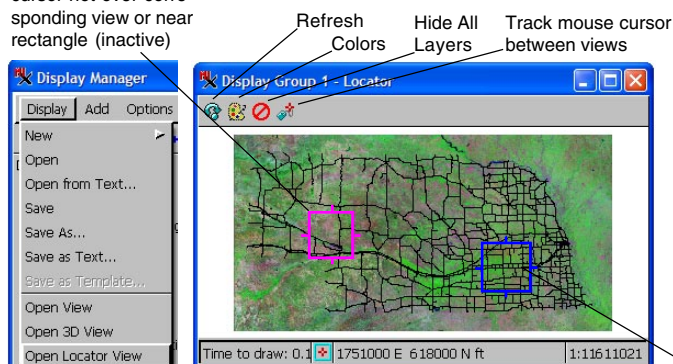 sponding view or near
rectangle (inactive)
Refresh
Colors
Hide All
Layers
Track mouse cursor
between views
Display Manager
Display Add Options
New
Open
Open from Text...
Save
Save As...
Save as Text...
Save as Template...
Open View
Open 3D View
Open Locator View
Display Group 1 - Locator
Time to draw: 0.1
1751000 E 618000 N ft
1:11611021